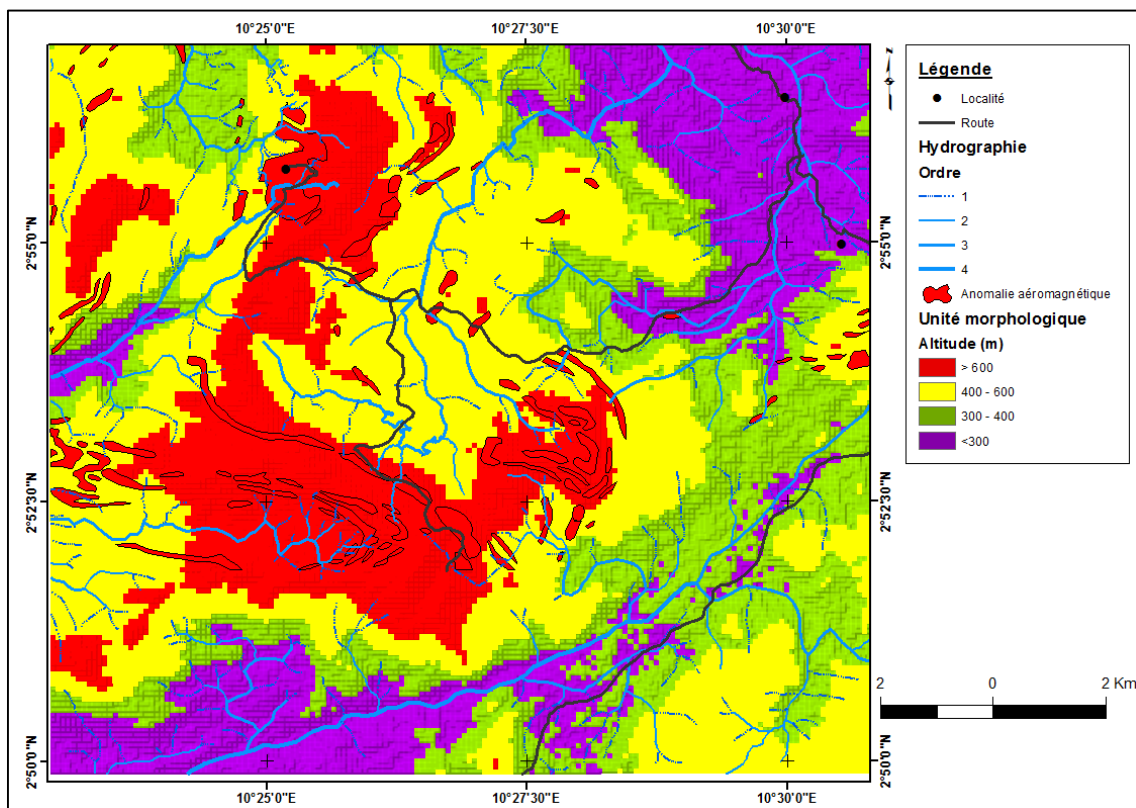 10°25'0"E 10°27'30"E 10°30'0"E
N
2°55'0"N 2°55'0"N
2°52'30"N 2°52'30"N
2°50'0"N 2°50'0"N
10°25'0"E 10°27'30"E 10°30'0"E
Légende
Localité
Route
Hydrographie
Ordre
1
2
3
4
Anomalie aéromagnétique
Unité morphologique
Altitude (m)
> 600
400 - 600
300 - 400
<300
2 0 2 Km